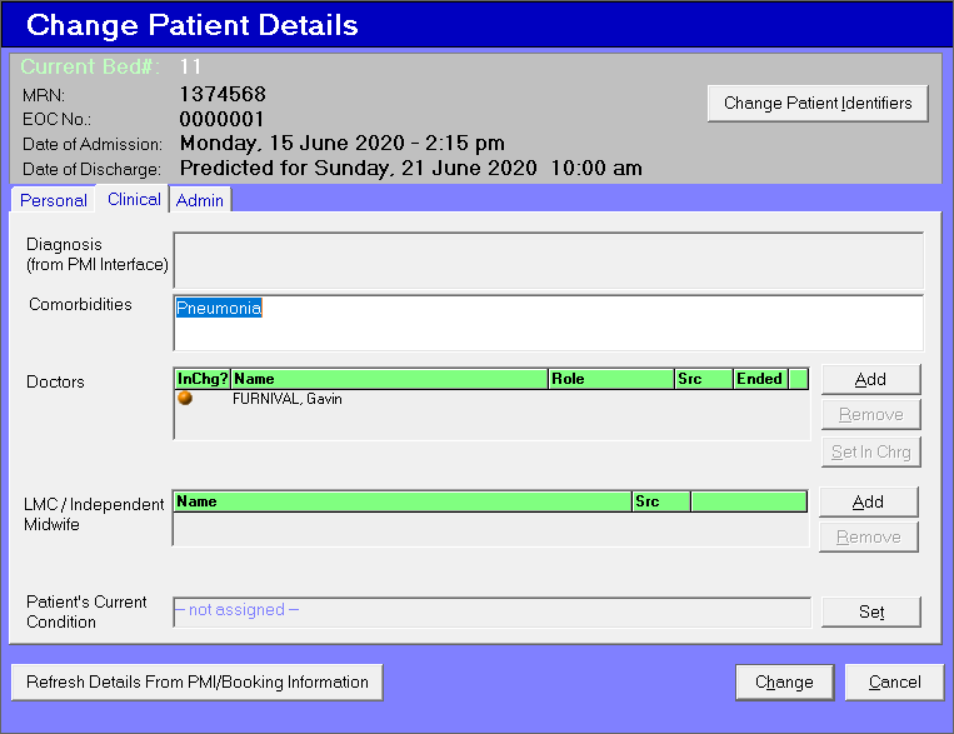 Change Patient Details
Current Bed#: 11
MRN: 1374568
EOC No.: 0000001
Change Patient Identifiers
Date of Admission: Monday, 15 June 2020 - 2:15 pm
Date of Discharge: Predicted for Sunday, 21 June 2020 10:00 am
Personal Clinical Admin
Diagnosis
(from PMI Interface)
Comorbidities Pneumonia
Doctors
InChg? Name Role Src Ended
FURNIVAL, Gavin
Add
Remove
Set In Chrg
LMC / Independent
Midwife
Name Src
Add
Remove
Patient's Current
Condition
– not assigned –
Set
Refresh Details From PMI/Booking Information Change Cancel